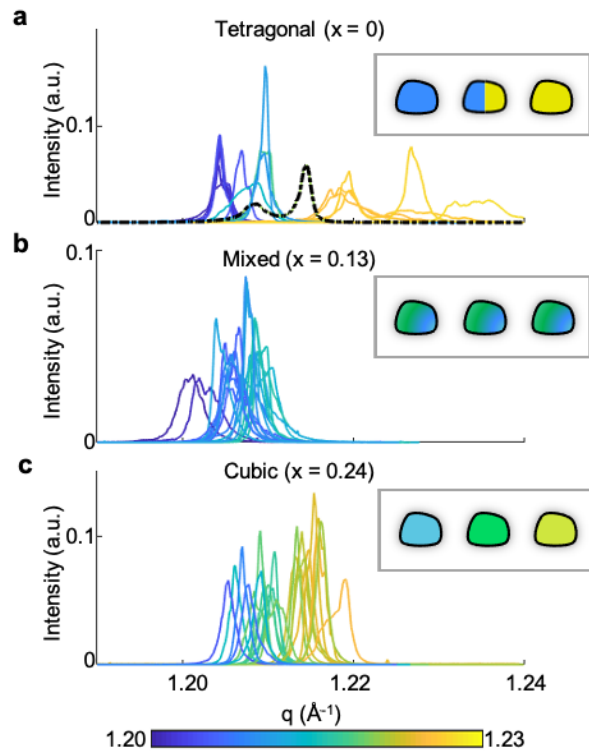 a
Tetragonal (x = 0)
Intensity (a.u.)
0.1
0
b
Mixed (x = 0.13)
Intensity (a.u.)
0.1
0
c
Cubic (x = 0.24)
Intensity (a.u.)
0.1
0
1.20
1.22
1.24
q (Å⁻¹)
1.20
1.23